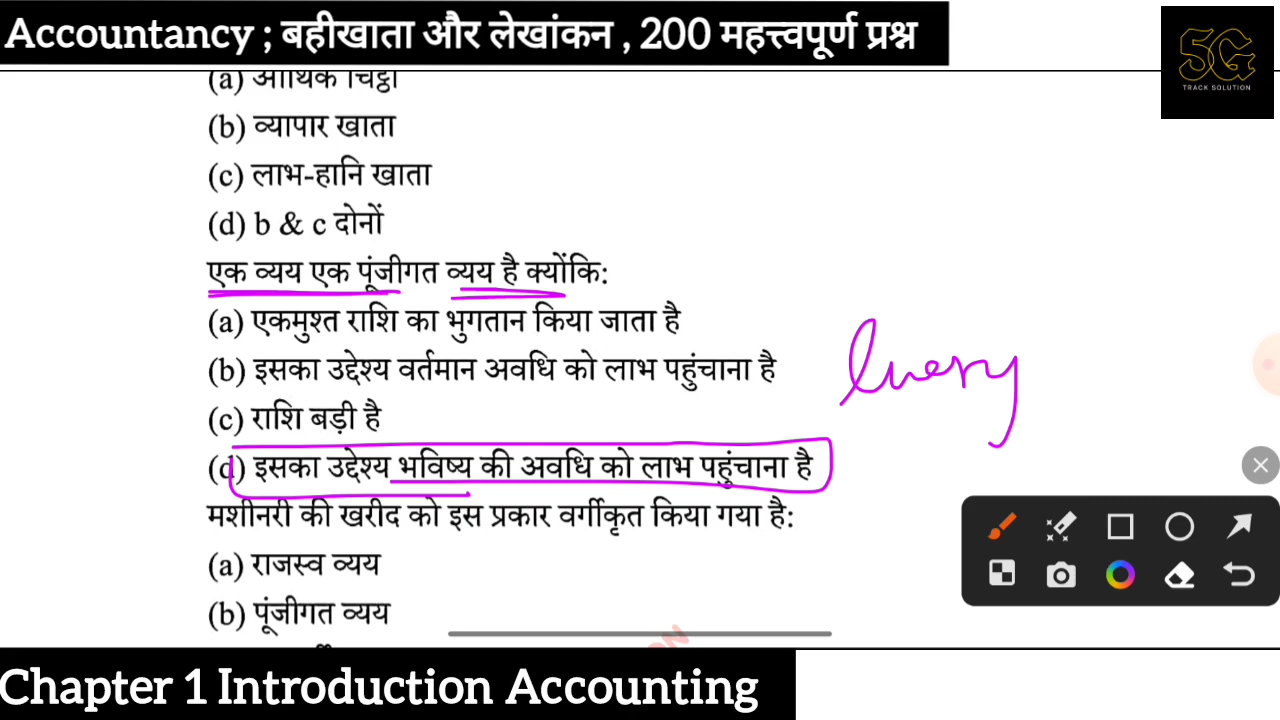 Accountancy ; बहीखाता और लेखांकन , 200 महत्त्वपूर्ण प्रश्न
5G
TRACK SOLUTION
(a) आर्थिक चिट्ठा
(b) व्यापार खाता
(c) लाभ-हानि खाता
(d) b & c दोनों
एक व्यय एक पूंजीगत व्यय है क्योंकि:
(a) एकमुश्त राशि का भुगतान किया जाता है
(b) इसका उद्देश्य वर्तमान अवधि को लाभ पहुंचाना है
(c) राशि बड़ी है
(d) इसका उद्देश्य भविष्य की अवधि को लाभ पहुंचाना है
मशीनरी की खरीद को इस प्रकार वर्गीकृत किया गया है:
(a) राजस्व व्यय
(b) पूंजीगत व्यय
Chapter 1 Introduction Accounting